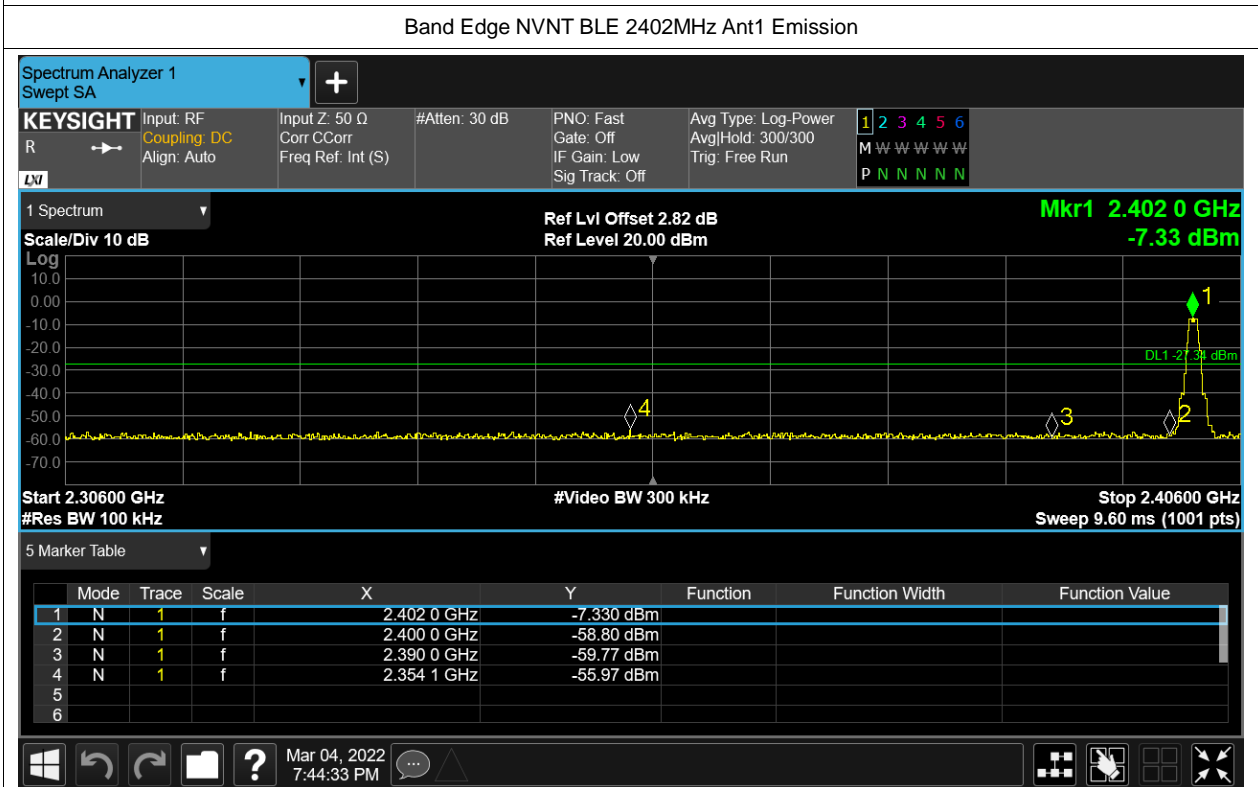 Band Edge NVNT BLE 2402MHz Ant1 Emission
Spectrum Analyzer 1
Swept SA
KEYSIGHT Input: RF Input Z: 50 Ω #Atten: 30 dB PNO: Fast Avg Type: Log-Power 1 2 3 4 5 6
R Coupling: DC Corr CCorr Gate: Off Avg|Hold: 300/300 M W W W W W
Align: Auto Freq Ref: Int (S) IF Gain: Low Trig: Free Run
LXI Sig Track: Off P N N N N N
1 Spectrum Ref Lvl Offset 2.82 dB Mkr1 2.402 0 GHz
Scale/Div 10 dB Ref Level 20.00 dBm -7.33 dBm
Log
10.0
0.00 1
-10.0
-20.0 DL1 -27.34 dBm
-30.0
-40.0 4
-50.0 3 2
-60.0
-70.0
Start 2.30600 GHz #Video BW 300 kHz Stop 2.40600 GHz
#Res BW 100 kHz Sweep 9.60 ms (1001 pts)
5 Marker Table
Mode Trace Scale X Y Function Function Width Function Value
1 N 1 f 2.402 0 GHz -7.330 dBm
2 N 1 f 2.400 0 GHz -58.80 dBm
3 N 1 f 2.390 0 GHz -59.77 dBm
4 N 1 f 2.354 1 GHz -55.97 dBm
5
6
? Mar 04, 2022
7:44:33 PM